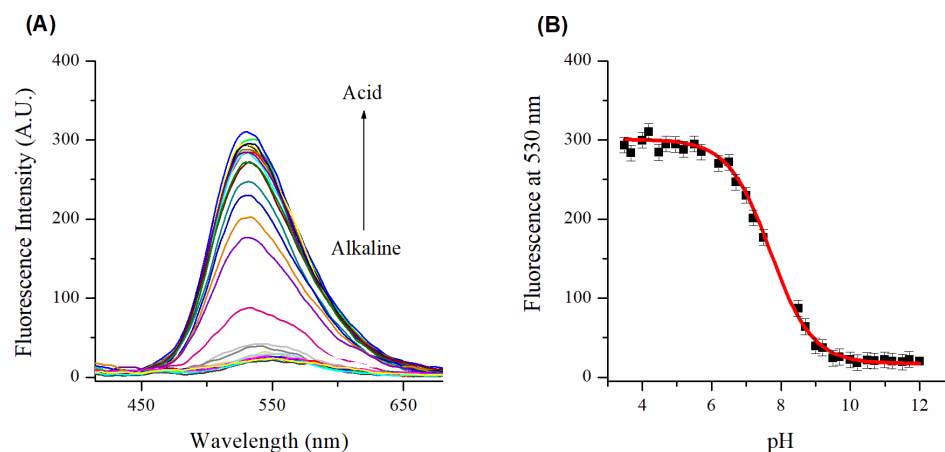 (A)
400
300
200
100
0
Fluorescence Intensity (A.U.)
Acid
Alkaline
450
550
650
Wavelength (nm)
(B)
400
300
200
100
0
Fluorescence at 530 nm
4
6
8
10
12
pH